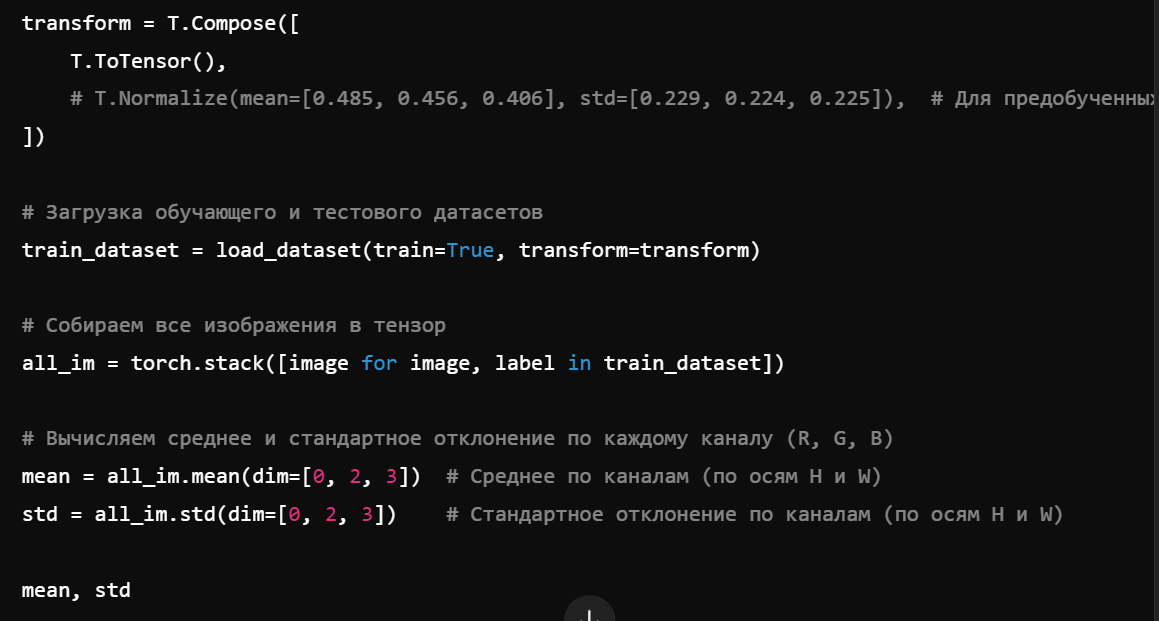 transform = T.Compose([
    T.ToTensor(),
    # T.Normalize(mean=[0.485, 0.456, 0.406], std=[0.229, 0.224, 0.225]),  # Для
])
# Загрузка обучающего и тестового датасетов
train_dataset = load_dataset(train=True, transform=transform)
# Собираем все изображения в тензор
all_im = torch.stack([image for image, label in train_dataset])
# Вычисляем среднее и стандартное отклонение по каждому каналу (R, G, B)
mean = all_im.mean(dim=[0, 2, 3])  # Среднее по каналам (по осям H и W)
std = all_im.std(dim=[0, 2, 3])    # Стандартное отклонение по каналам (по осям H и W)
mean, std